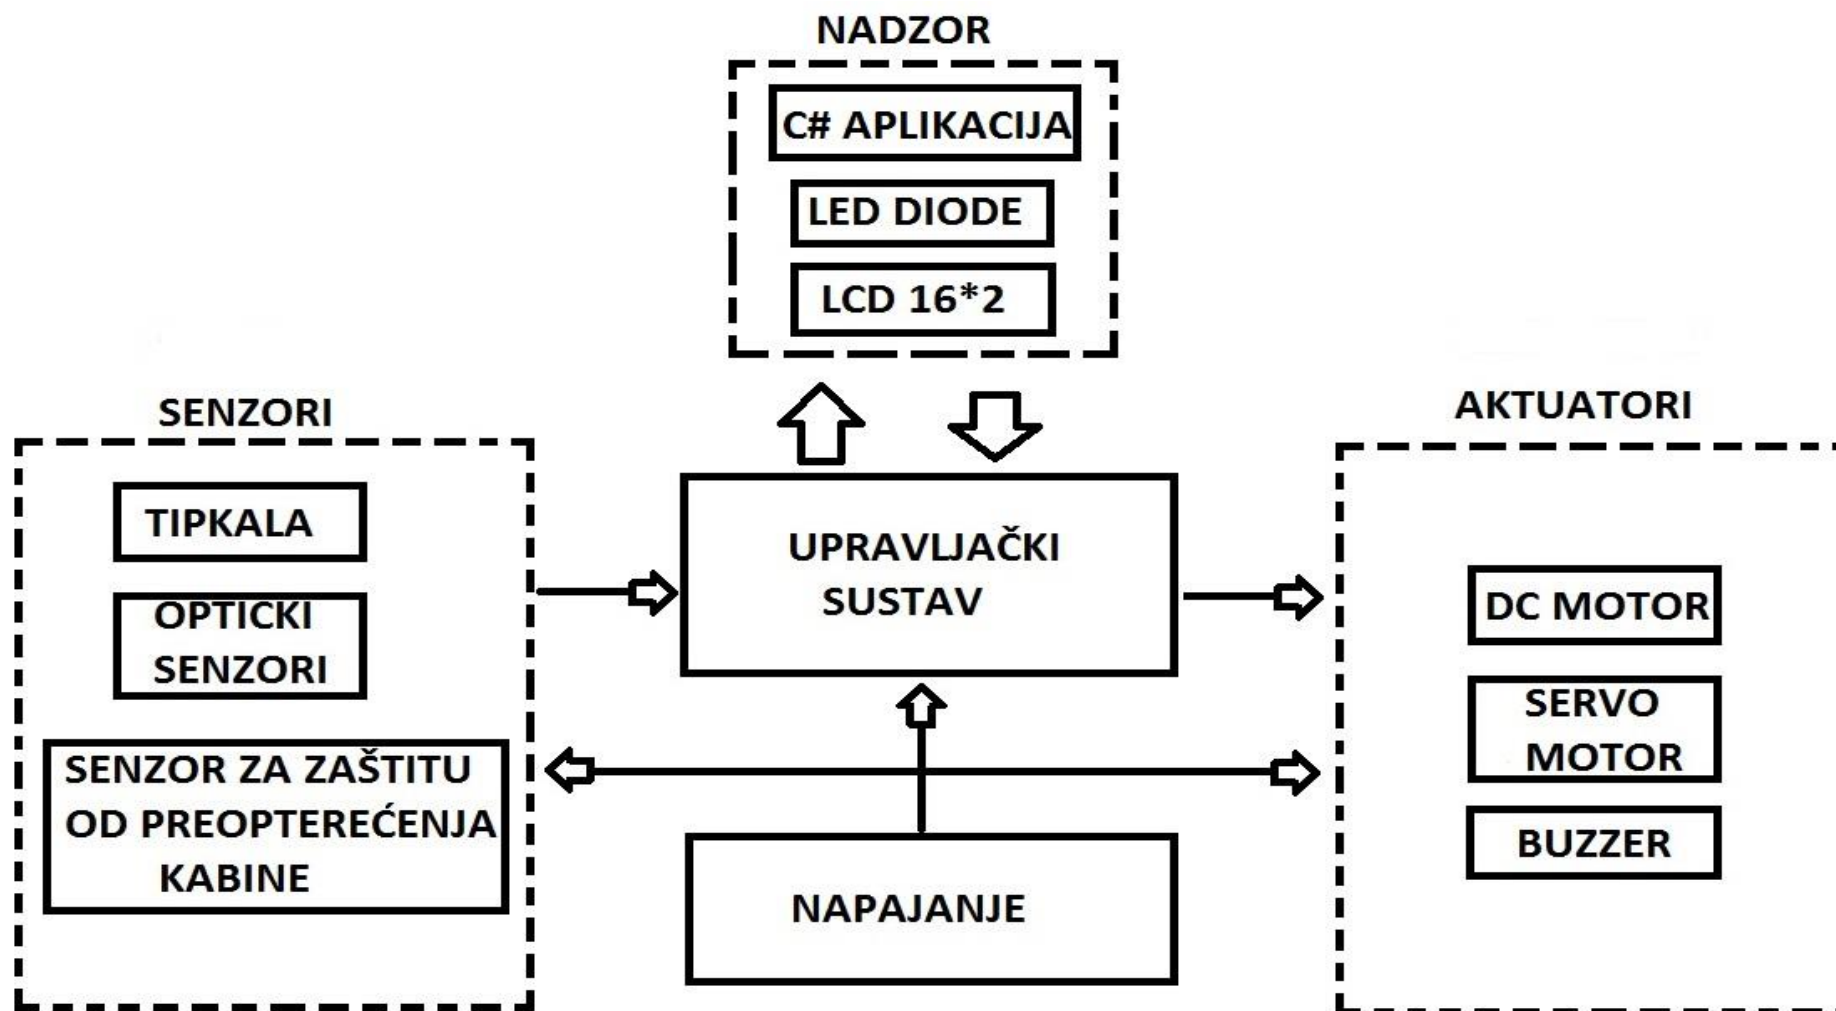 NADZOR
C# APLIKACIJA
LED DIODE
LCD 16*2
SENZORI
TIPKALA
OPTICKI
SENZORI
SENZOR ZA ZAŠTITU
OD PREOPTEREĆENJA
KABINE
UPRAVLJAČKI
SUSTAV
NAPAJANJE
AKTUATORI
DC MOTOR
SERVO
MOTOR
BUZZER